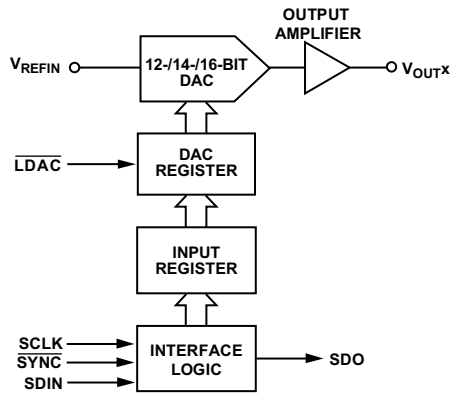 OUTPUT
AMPLIFIER
VREFIN
12-/14-/16-BIT
DAC
VOUTX
LDAC
DAC
REGISTER
INPUT
REGISTER
SCLK
SYNC
SDIN
INTERFACE
LOGIC
SDO